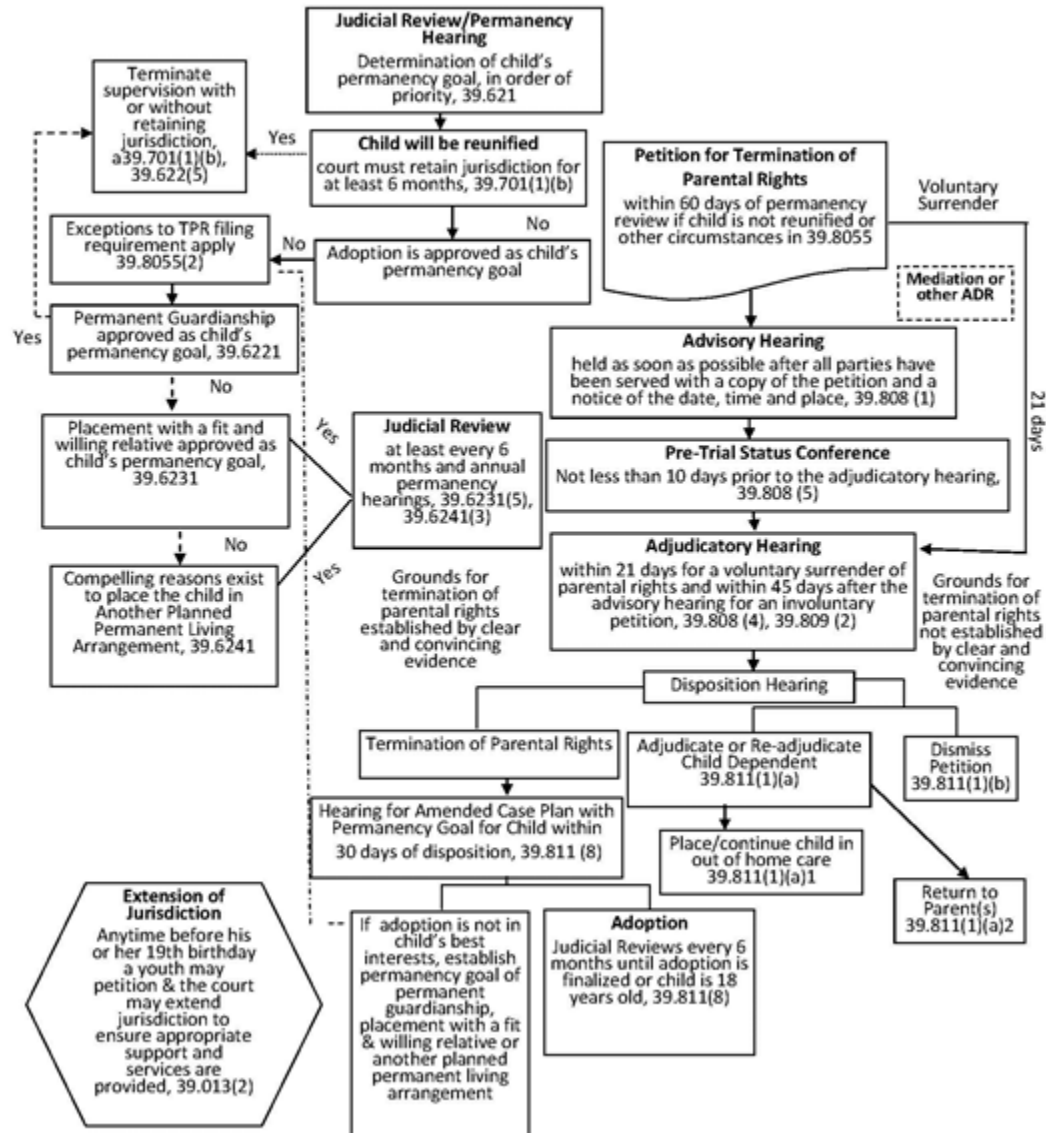 Judicial Review/Permanency
Hearing
Determination of child's
permanency goal, in order of
priority, 39.621
Terminate
supervision with
or without
retaining
jurisdiction,
a39.701(1)(b),
39.622(5)
Yes
Child will be reunified
court must retain jurisdiction for
at least 6 months, 39.701(1)(b)
No
Exceptions to TPR filing
requirement apply
39.8055(2)
No
Adoption is approved as child's
permanency goal
Yes
Permanent Guardianship
approved as child's
permanency goal, 39.6221
No
Placement with a fit and
willing relative approved as
child's permanency goal,
39.6231
Yes
No
Compelling reasons exist
to place the child in
Another Planned
Permanent Living
Arrangement, 39.6241
Yes
Judicial Review
at least every 6
months and annual
permanency
hearings, 39.6231(5),
39.6241(3)
Petition for Termination of
Parental Rights
within 60 days of permanency
review if child is not reunified or
other circumstances in 39.8055
Voluntary
Surrender
Mediation or
other ADR
21 days
Advisory Hearing
held as soon as possible after all parties have
been served with a copy of the petition and a
notice of the date, time and place, 39.808 (1)
Pre-Trial Status Conference
Not less than 10 days prior to the adjudicatory hearing,
39.808 (5)
Adjudicatory Hearing
within 21 days for a voluntary surrender of
parental rights and within 45 days after the
advisory hearing for an involuntary
petition, 39.808 (4), 39.809 (2)
Grounds for
termination of
parental rights
established by clear
and convincing
evidence
Grounds for
termination of
parental rights
not established
by clear and
convincing
evidence
Disposition Hearing
Termination of Parental Rights
Adjudicate or Re-adjudicate
Child Dependent
39.811(1)(a)
Dismiss
Petition
39.811(1)(b)
Hearing for Amended Case Plan with
Permanency Goal for Child within
30 days of disposition, 39.811 (8)
Place/continue child in
out of home care
39.811(1)(a)1
Return to
Parent(s)
39.811(1)(a)2
Extension of
Jurisdiction
Anytime before his
or her 19th birthday
a youth may
petition & the court
may extend
jurisdiction to
ensure appropriate
support and
services are
provided, 39.013(2)
If adoption is not in
child's best
interests, establish
permanency goal of
permanent
guardianship,
placement with a fit
& willing relative or
another planned
permanent living
arrangement
Adoption
Judicial Reviews every 6
months until adoption is
finalized or child is 18
years old, 39.811(8)